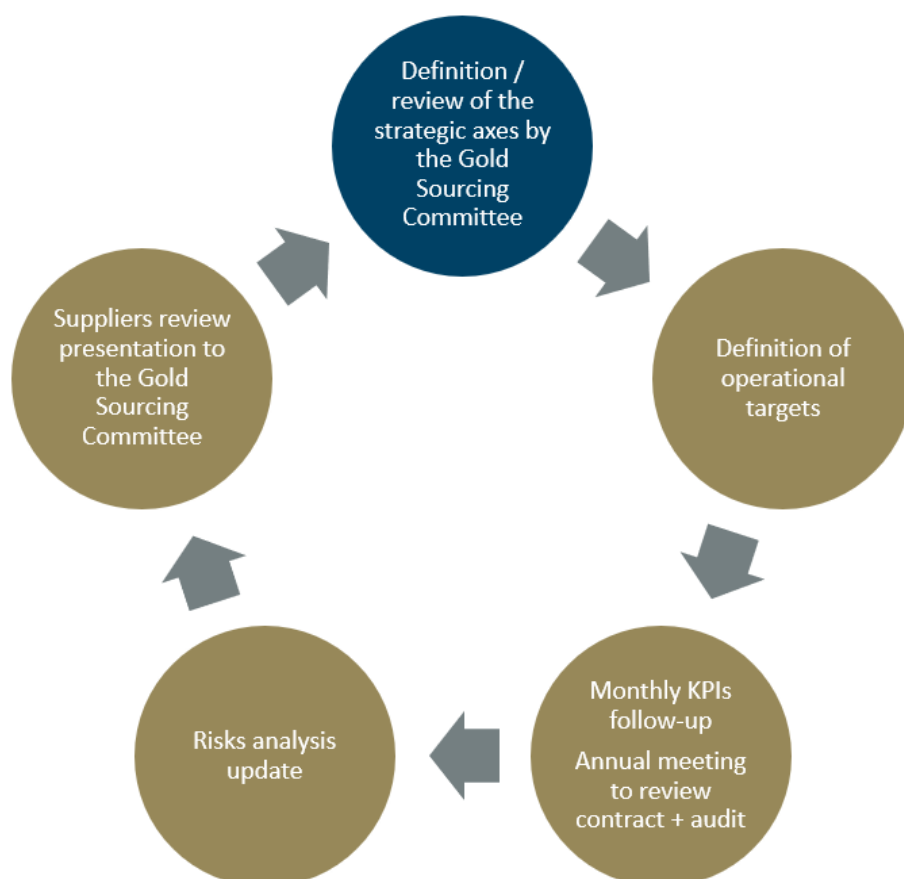 Definition /
review of the
strategic axes by
the Gold
Sourcing
Committee
Suppliers review
presentation to
the Gold
Sourcing
Committee
Definition of
operational
targets
Monthly KPIs
follow-up
Annual meeting
to review
contract + audit
Risks analysis
update